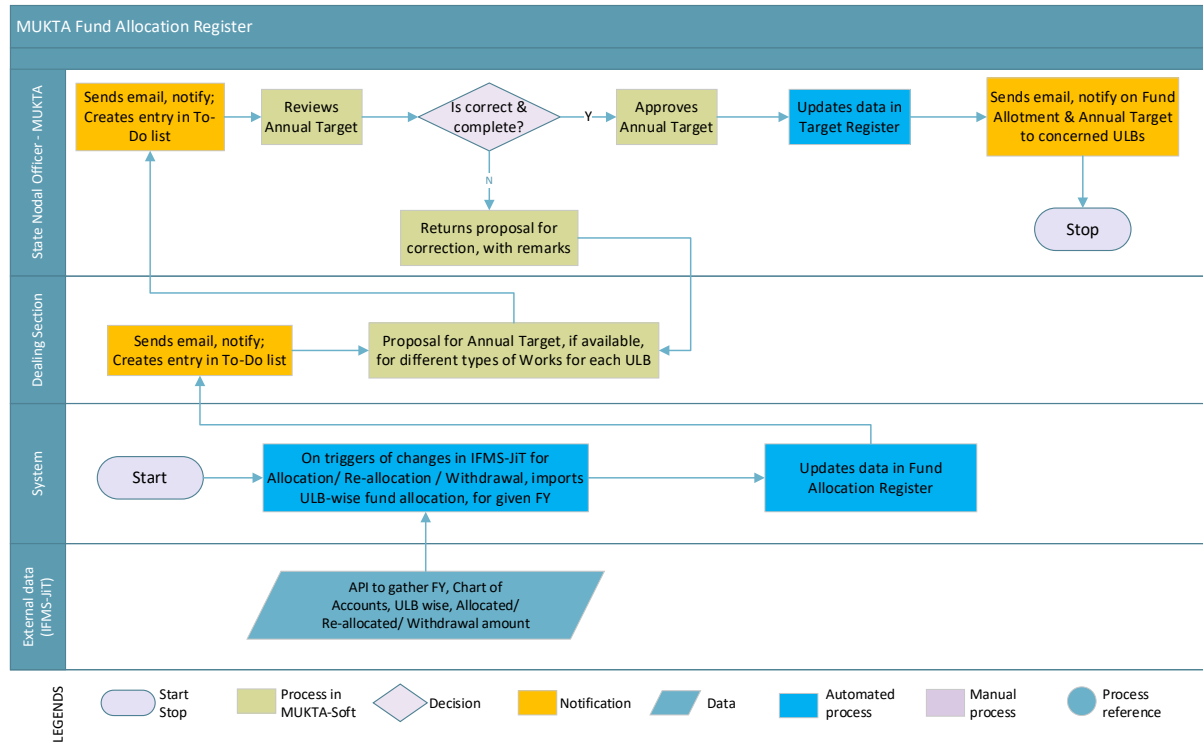 MUKTA Fund Allocation Register
State Nodal Officer - MUKTA
Sends email, notify;
Creates entry in To-
Do list
Reviews
Annual Target
Is correct &
complete?
Y
Approves
Annual Target
Updates data in
Target Register
Sends email, notify on Fund
Allotment & Annual Target
to concerned ULBs
N
Returns proposal for
correction, with remarks
Stop
Dealing Section
Sends email, notify;
Creates entry in To-Do list
Proposal for Annual Target, if available,
for different types of Works for each ULB
System
Start
On triggers of changes in IFMS-JiT for
Allocation/ Re-allocation / Withdrawal, imports
ULB-wise fund allocation, for given FY
Updates data in Fund
Allocation Register
External data
(IFMS-JiT)
API to gather FY, Chart of
Accounts, ULB wise, Allocated/
Re-allocated/ Withdrawal amount
LEGENDS
Start
Stop
Process in
MUKTA-Soft
Decision
Notification
Data
Automated
process
Manual
process
Process
reference